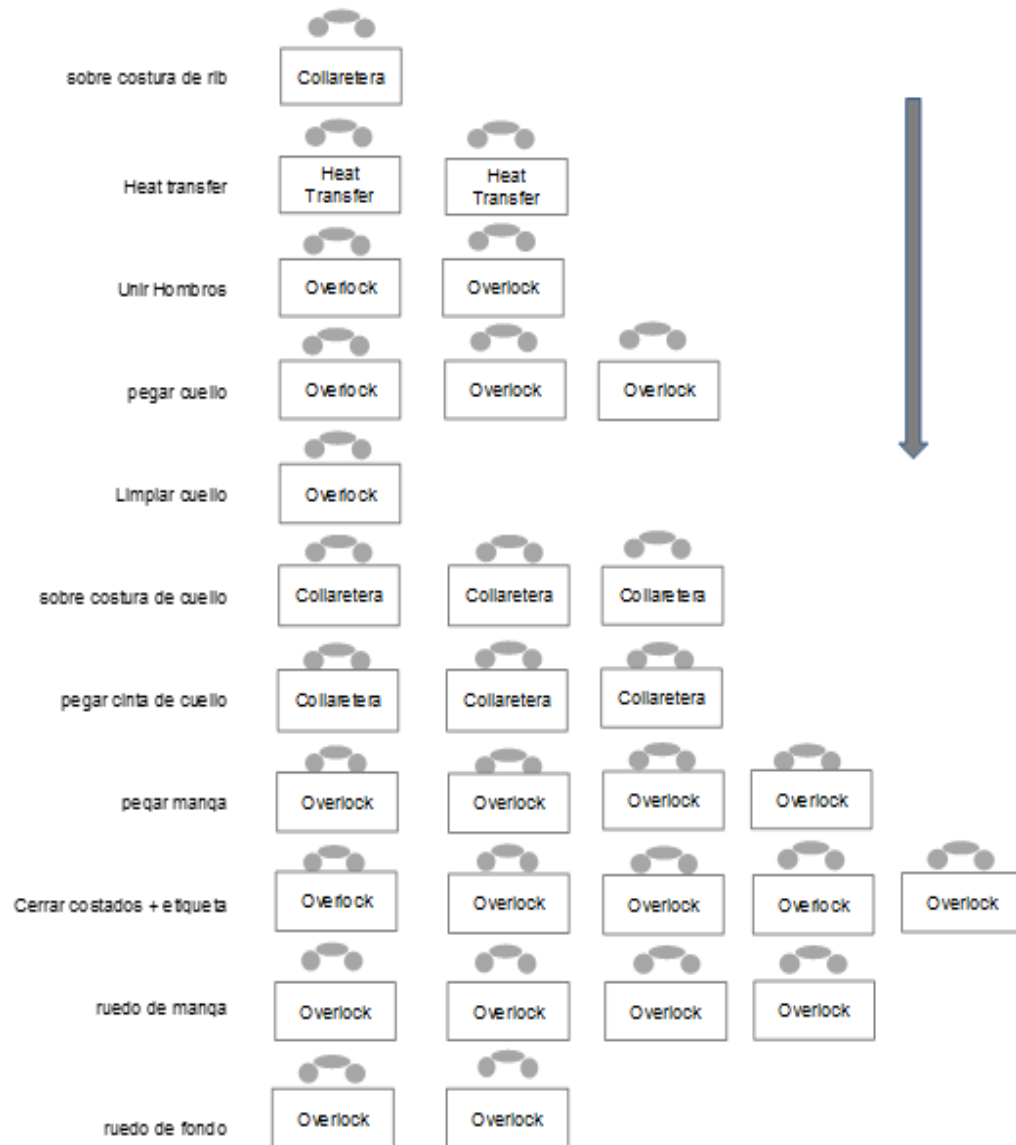 sobre costura de rib
Collaretera
Heat transfer
Heat
Transfer
Heat
Transfer
Unir Hombros
Overlock
Overlock
pegar cuello
Overlock
Overlock
Overlock
Limpiar cuello
Overlock
sobre costura de cuello
Collaretera
Collaretera
Collaretera
pegar cinta de cuello
Collaretera
Collaretera
Collaretera
pegar manga
Overlock
Overlock
Overlock
Overlock
Cerrar costados + etiqueta
Overlock
Overlock
Overlock
Overlock
Overlock
ruedo de manga
Overlock
Overlock
Overlock
Overlock
ruedo de fondo
Overlock
Overlock